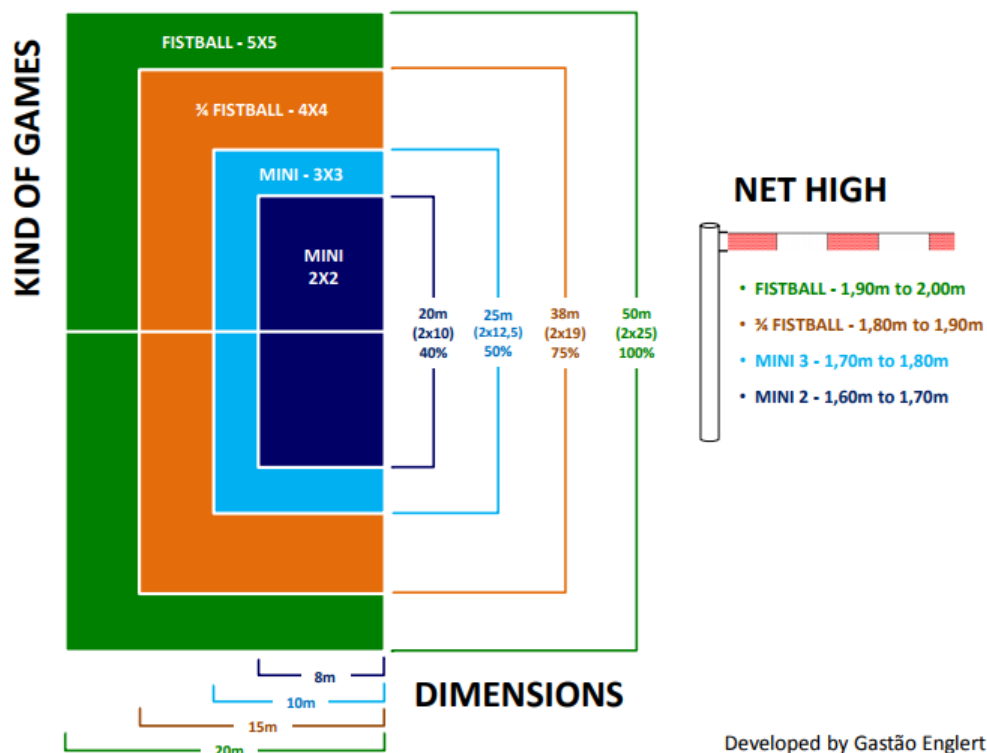 KIND OF GAMES
FISTBALL - 5X5
¾ FISTBALL - 4X4
MINI - 3X3
MINI
2X2
20m
(2x10)
40%
25m
(2x12,5)
50%
38m
(2x19)
75%
50m
(2x25)
100%
NET HIGH
• FISTBALL - 1,90m to 2,00m
• ¾ FISTBALL - 1,80m to 1,90m
• MINI 3 - 1,70m to 1,80m
• MINI 2 - 1,60m to 1,70m
8m
10m
15m
20m
DIMENSIONS
Developed by Gastão Englert